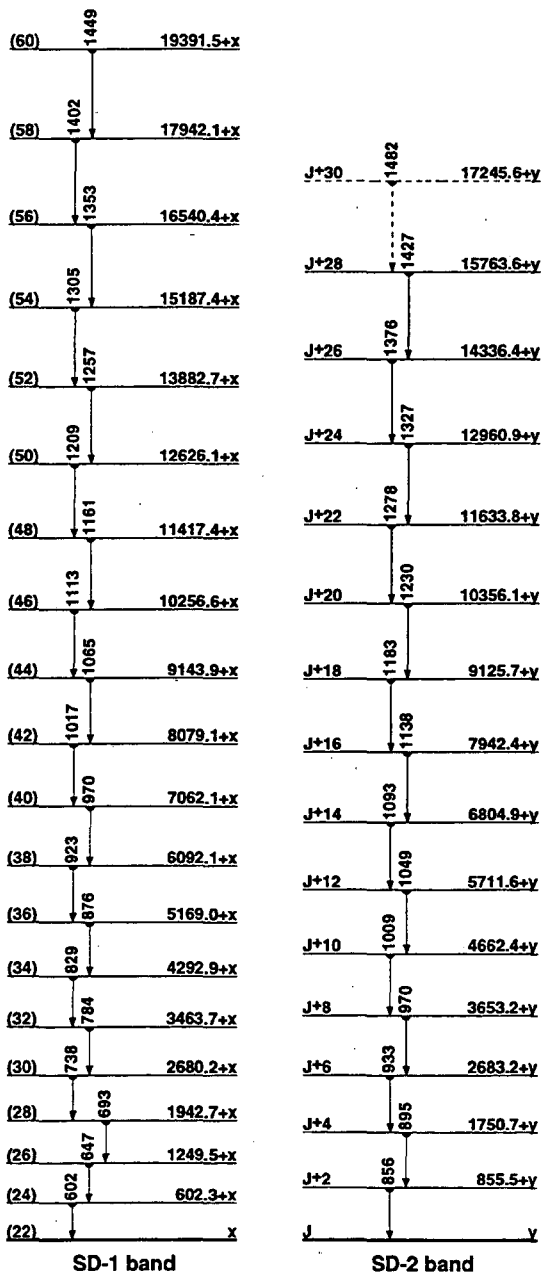 (60) 1449 19391.5+x
(58) 1402 17942.1+x
(56) 1353 16540.4+x
(54) 1305 15187.4+x
(52) 1257 13882.7+x
(50) 1209 12626.1+x
(48) 1161 11417.4+x
(46) 1113 10256.6+x
(44) 1065 9143.9+x
(42) 1017 8079.1+x
(40) 970 7062.1+x
(38) 923 6092.1+x
(36) 876 5169.0+x
(34) 829 4292.9+x
(32) 784 3463.7+x
(30) 738 2680.2+x
(28) 693 1942.7+x
(26) 647 1249.5+x
(24) 602 602.3+x
(22) x
SD-1 band
J+30 1482 17245.6+y
J+28 1427 15763.6+y
J+26 1376 14336.4+y
J+24 1327 12960.9+y
J+22 1278 11633.8+y
J+20 1230 10356.1+y
J+18 1183 9125.7+y
J+16 1138 7942.4+y
J+14 1093 6804.9+y
J+12 1049 5711.6+y
J+10 1009 4662.4+y
J+8 970 3653.2+y
J+6 933 2683.2+y
J+4 895 1750.7+y
J+2 856 855.5+y
J y
SD-2 band